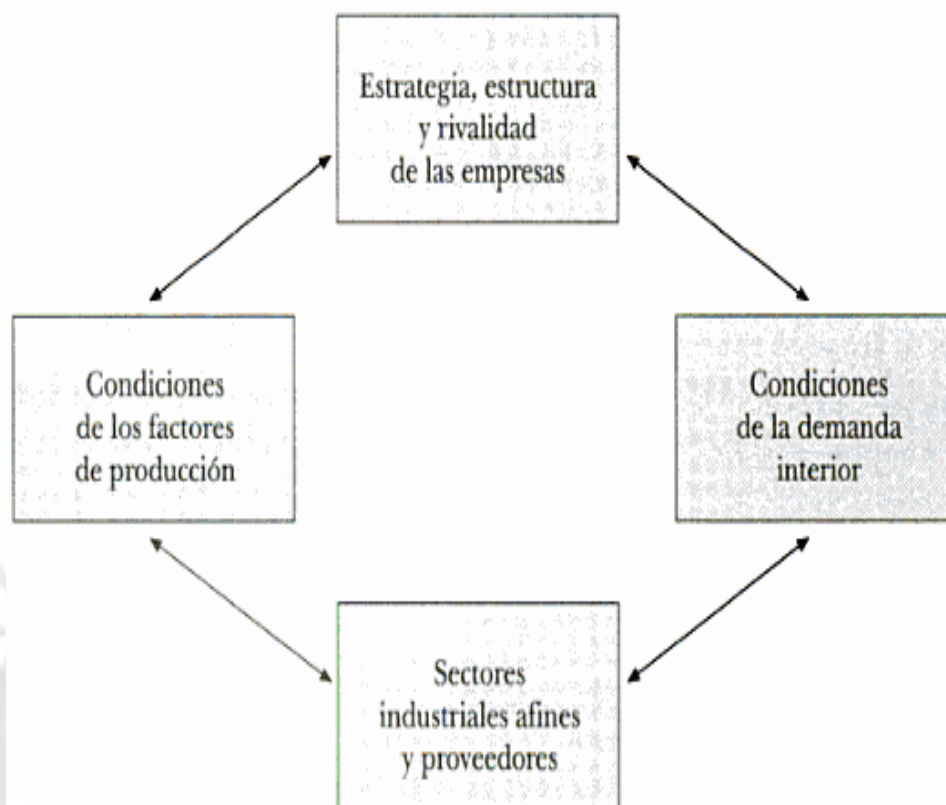 Estrategia, estructura
y rivalidad
de las empresas
Condiciones
de los factores
de producción
Condiciones
de la demanda
interior
Sectores
industriales afines
y proveedores